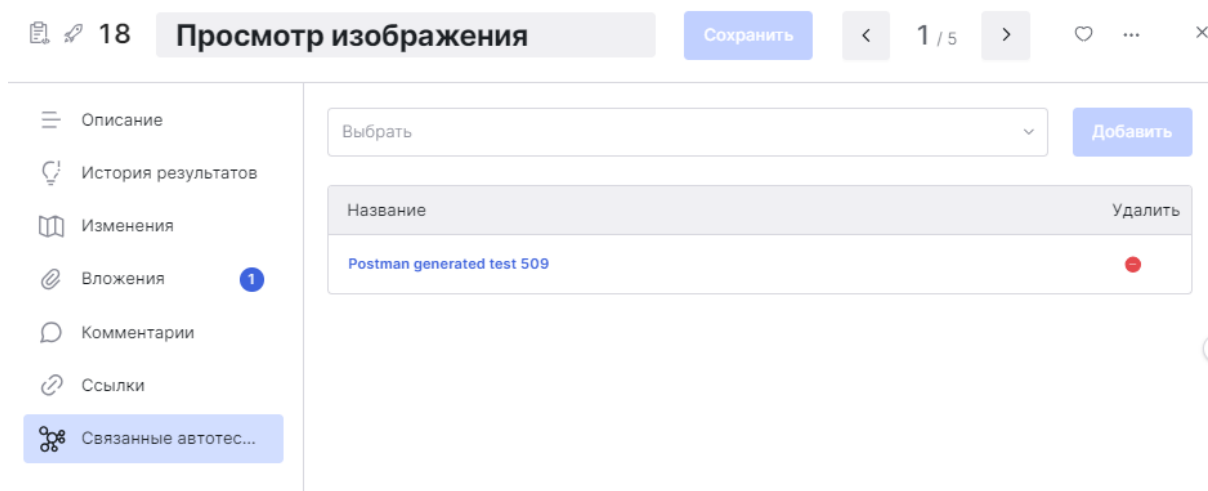 18 Просмотр изображения Сохранить 1 / 5
Описание
История результатов
Изменения
Вложения 1
Комментарии
Ссылки
Связанные автотес...
Выбрать Добавить
Название Удалить
Postman generated test 509